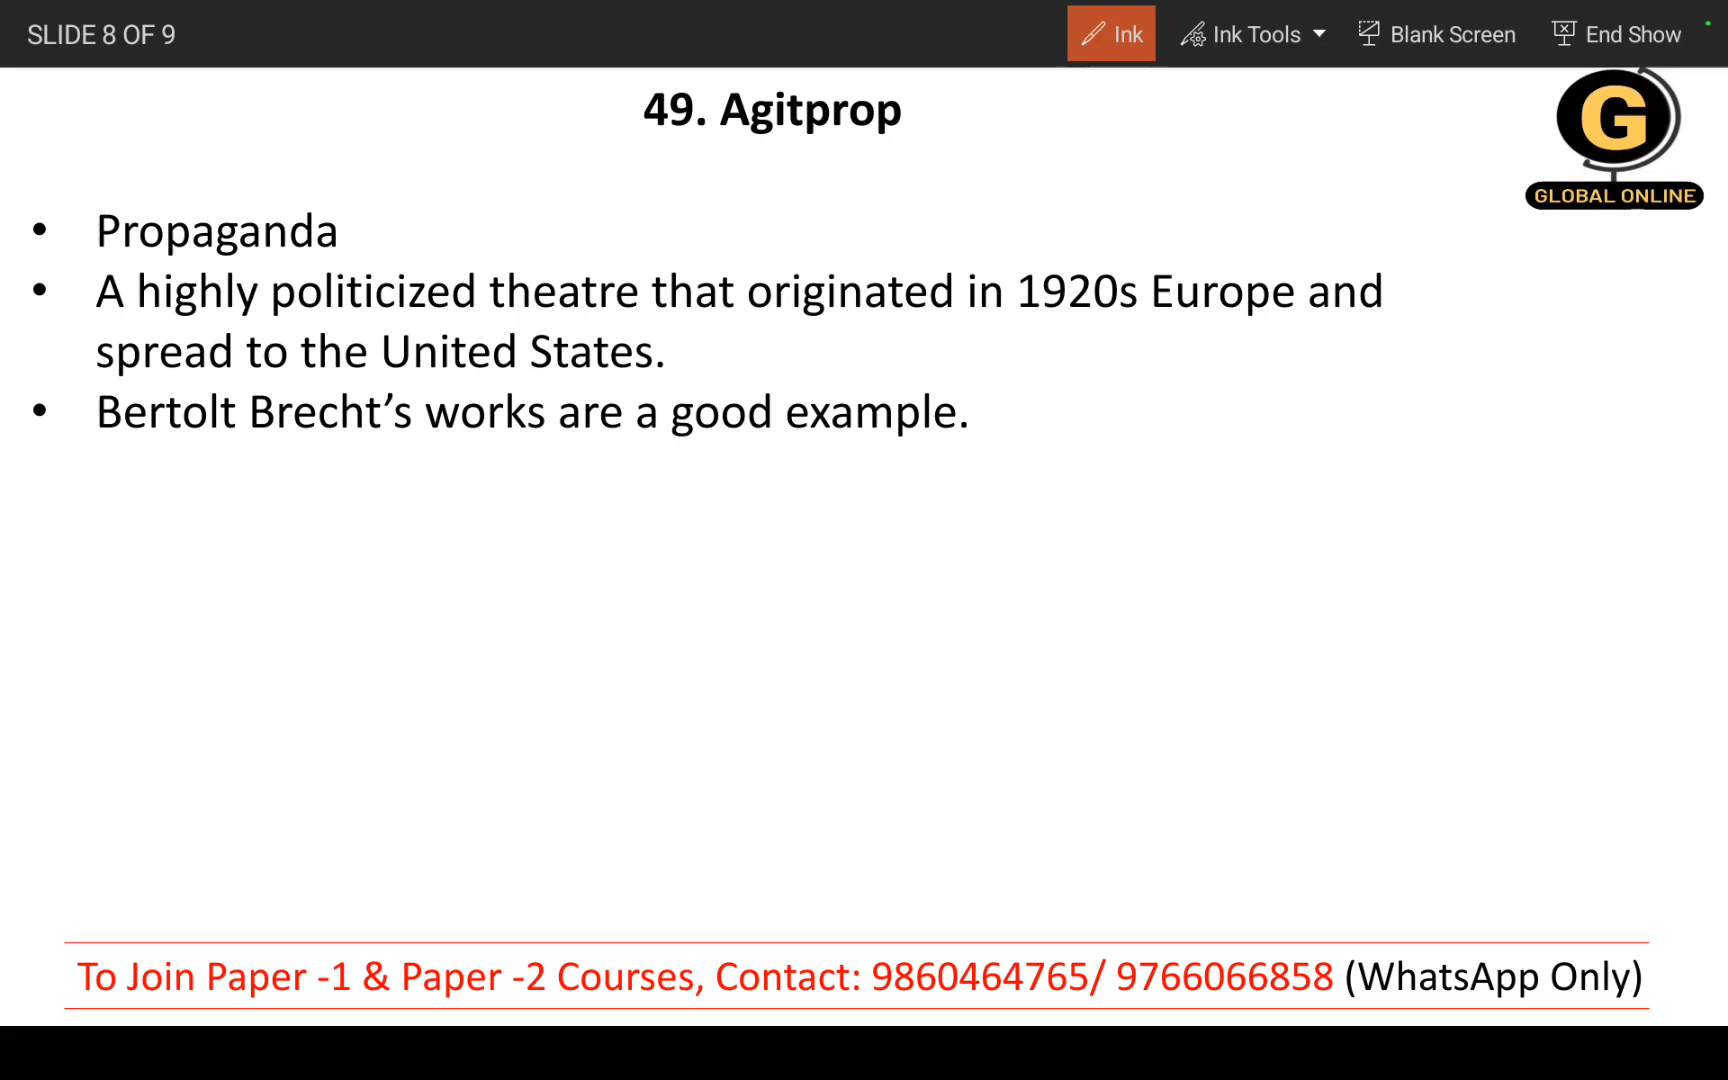 SLIDE 8 OF 9
Ink
Ink Tools
Blank Screen
End Show
49. Agitprop
G
GLOBAL ONLINE
• Propaganda
• A highly politicized theatre that originated in 1920s Europe and
spread to the United States.
• Bertolt Brecht’s works are a good example.
To Join Paper -1 & Paper -2 Courses, Contact: 9860464765/ 9766066858 (WhatsApp Only)